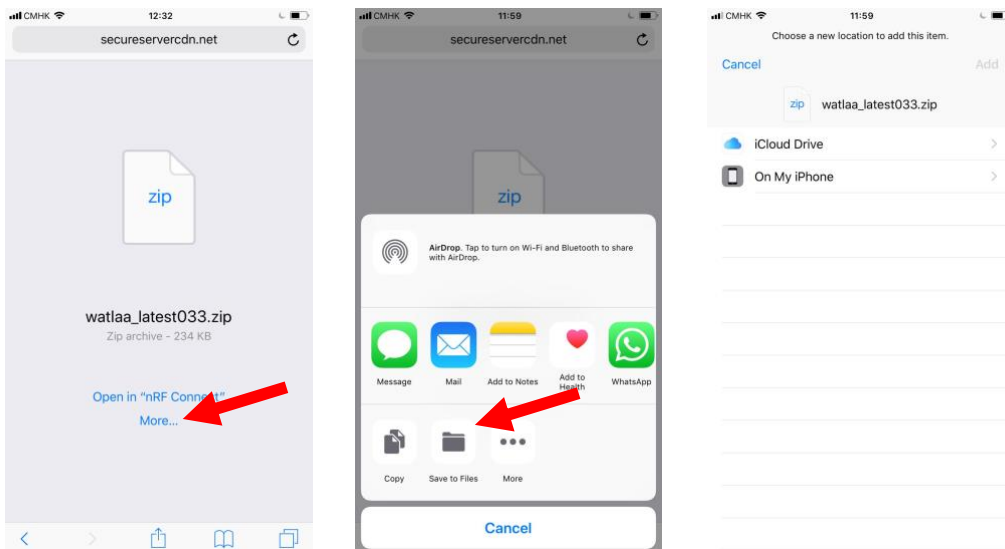 CMHK 12:32
secureservercdn.net
zip
watlaa_latest033.zip
Zip archive - 234 KB
Open in "nRF Connect"
More...
CMHK 11:59
secureservercdn.net
zip
AirDrop. Tap to turn on Wi-Fi and Bluetooth to share
with AirDrop.
Message Mail Add to Notes Add to
Health WhatsApp
Copy Save to Files More
Cancel
CMHK 11:59
Choose a new location to add this item.
Cancel Add
zip watlaa_latest033.zip
iCloud Drive
On My iPhone